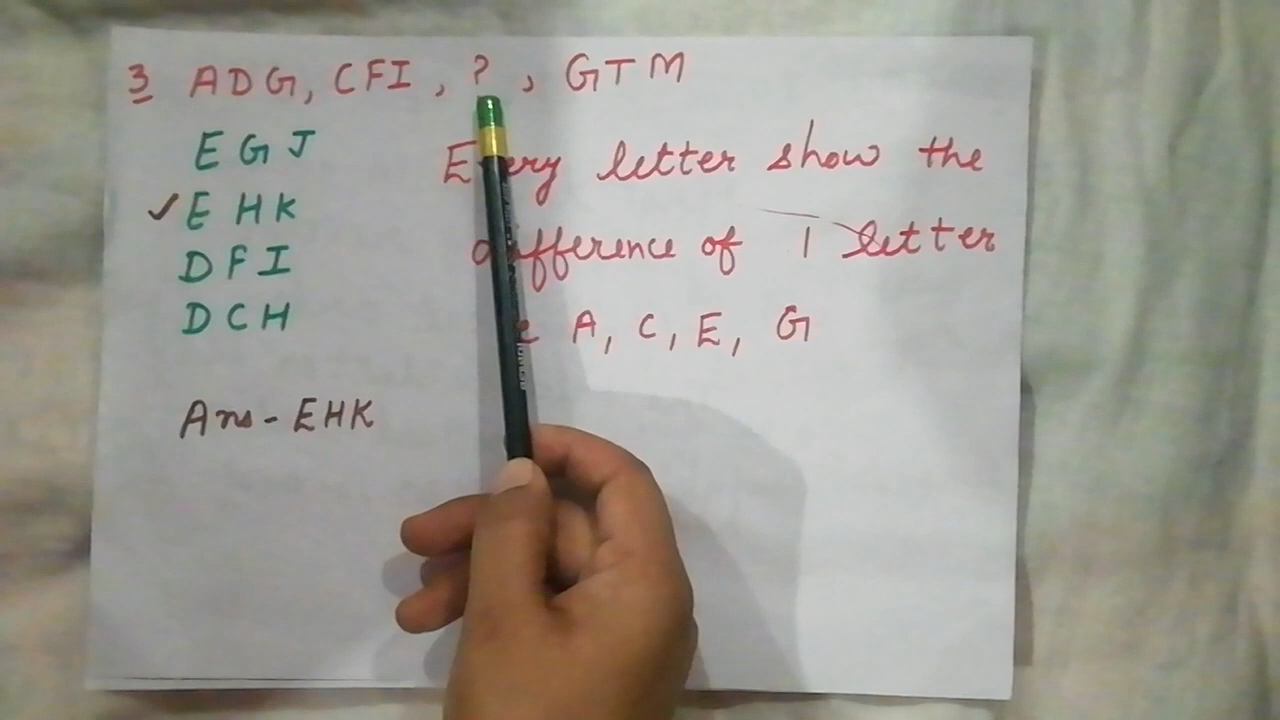 3 ADG, CFI, ?, GTM
EGJ
✓ EHK
DFI
DCH
Every letter show the
difference of 1 letter
A, C, E, G
Ans- EHK